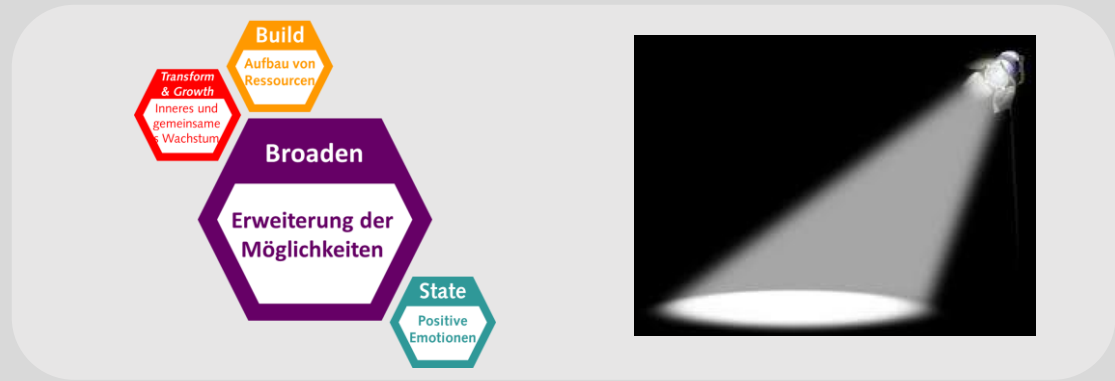 Build
Aufbau von
Ressourcen
Transform
& Growth
Inneres und
gemeinsame
s Wachstum
Broaden
Erweiterung der
Möglichkeiten
State
Positive
Emotionen